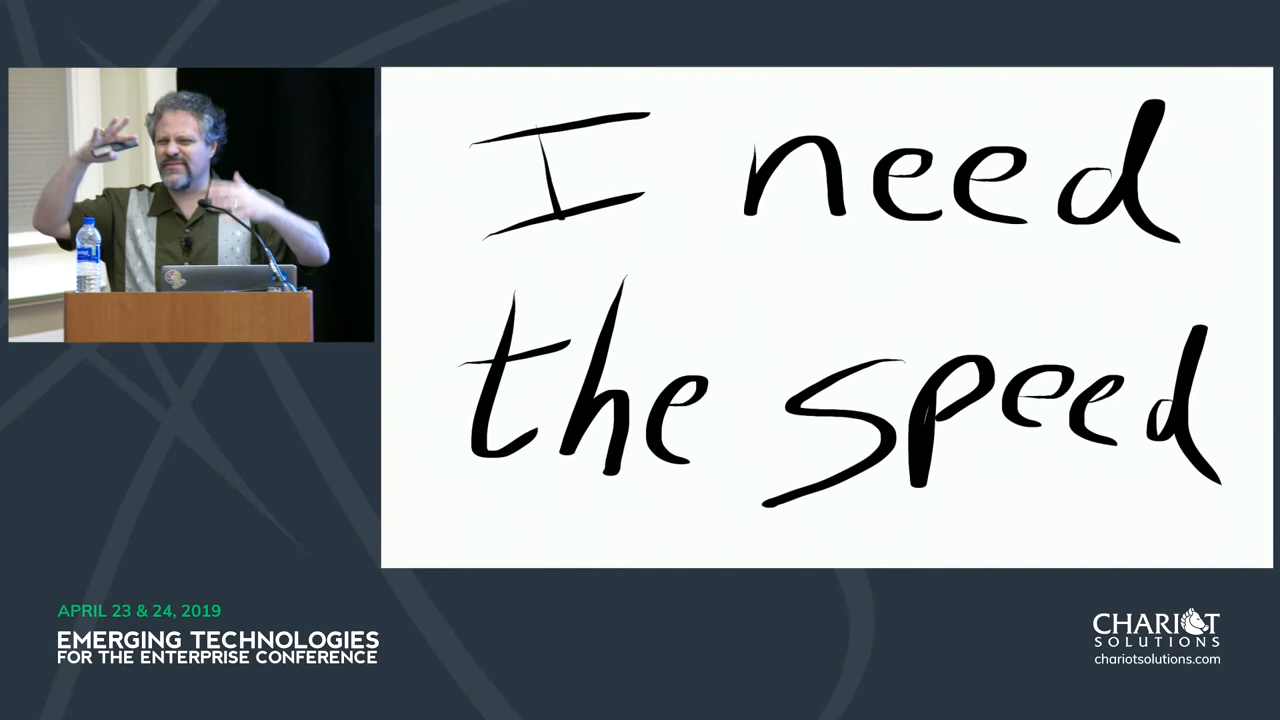 I need
the speed
APRIL 23 & 24, 2019
EMERGING TECHNOLOGIES
FOR THE ENTERPRISE CONFERENCE
CHARIOT
SOLUTIONS
chariotsolutions.com